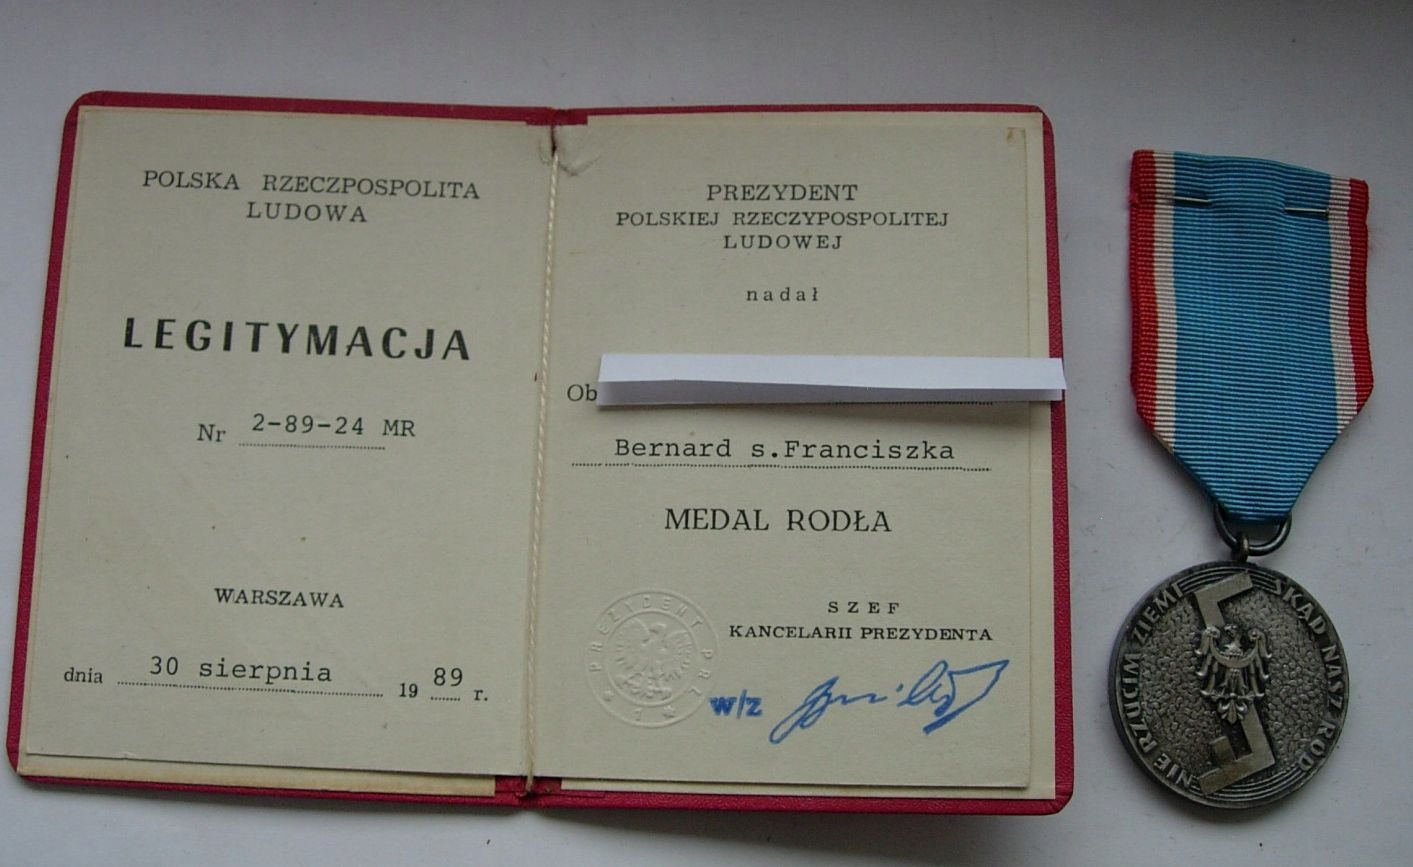 POLSKA RZECZPOSPOLITA
LUDOWA
LEGITYMACJA
Nr 2-89-24 MR
WARSZAWA
dnia 30 sierpnia 19 89 r.
PREZYDENT
POLSKIEJ RZECZYPOSPOLITEJ
LUDOWEJ
nadał
Ob
Bernard s.Franciszka
MEDAL RODŁA
SZEF
KANCELARII PREZYDENTA
PREZYDENT PRL
1
w/z
NIE RZUCIM ZIEMI SKĄD NASZ RÓD